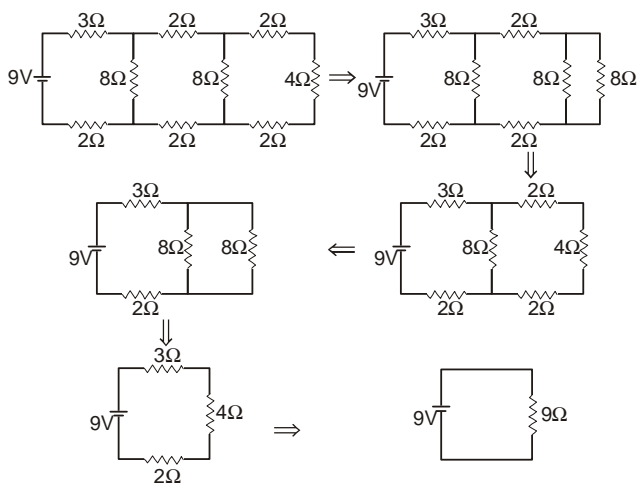 3Ω 2Ω 2Ω
9V 8Ω 8Ω 4Ω
2Ω 2Ω 2Ω
⇒
3Ω 2Ω
9V 8Ω 8Ω 8Ω
2Ω 2Ω
⇓
3Ω 2Ω
9V 8Ω 4Ω
2Ω 2Ω
⇐
3Ω
9V 8Ω 8Ω
2Ω
⇓
3Ω
9V 4Ω
2Ω
⇒
9V 9Ω